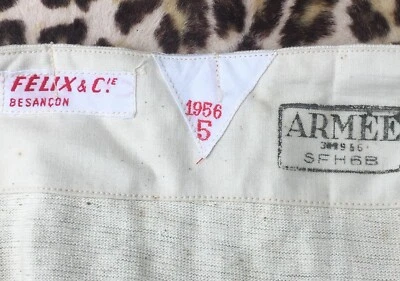 FÉLIX & CIE
BESANÇON
1956
5
ARMÉE
SFH6B